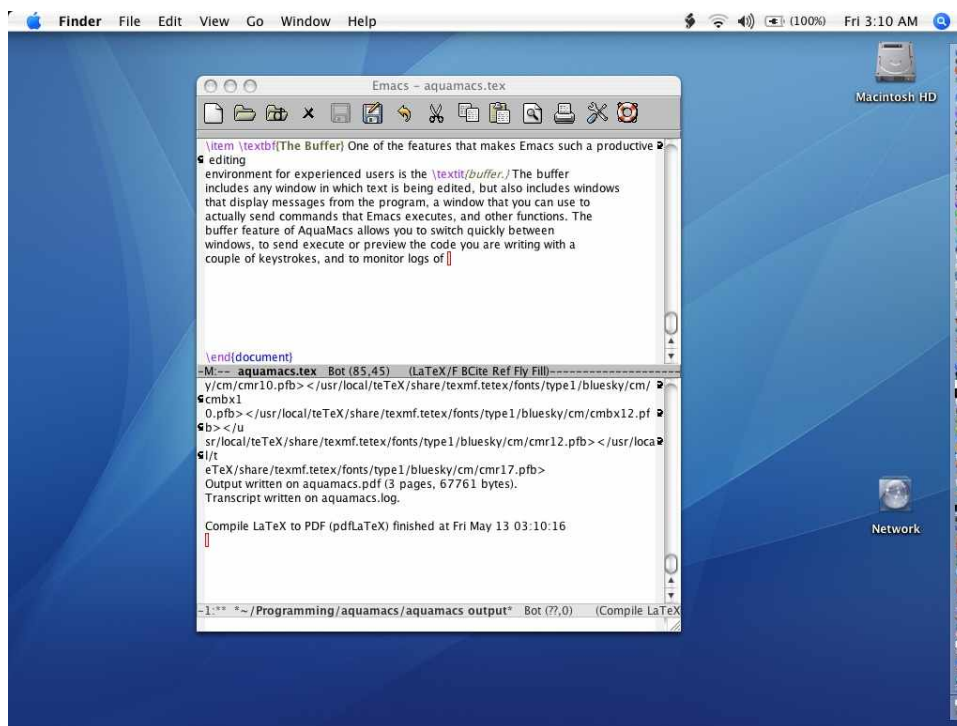 Finder File Edit View Go Window Help (100%) Fri 3:10 AM
Macintosh HD
Emacs – aquamacs.tex
\item \textbf{The Buffer} One of the features that makes Emacs such a productive
editing
environment for experienced users is the \textit{buffer.} The buffer
includes any window in which text is being edited, but also includes windows
that display messages from the program, a window that you can use to
actually send commands that Emacs executes, and other functions. The
buffer feature of AquaMacs allows you to switch quickly between
windows, to send execute or preview the code you are writing with a
couple of keystrokes, and to monitor logs of
\end{document}
-M:-- aquamacs.tex Bot (85,45) (LaTeX/F BCite Ref Fly Fill)--------------------
y/cm/cmr10.pfb></usr/local/teTeX/share/texmf.tetex/fonts/type1/bluesky/cm/
cmbx1
0.pfb></usr/local/teTeX/share/texmf.tetex/fonts/type1/bluesky/cm/cmbx12.pf
b></u
sr/local/teTeX/share/texmf.tetex/fonts/type1/bluesky/cm/cmr12.pfb></usr/loca
l/t
eTeX/share/texmf.tetex/fonts/type1/bluesky/cm/cmr17.pfb>
Output written on aquamacs.pdf (3 pages, 67761 bytes).
Transcript written on aquamacs.log.
Compile LaTeX to PDF (pdfLaTeX) finished at Fri May 13 03:10:16
-1:** *~/Programming/aquamacs/aquamacs output* Bot (??,0) (Compile LaTeX
Network